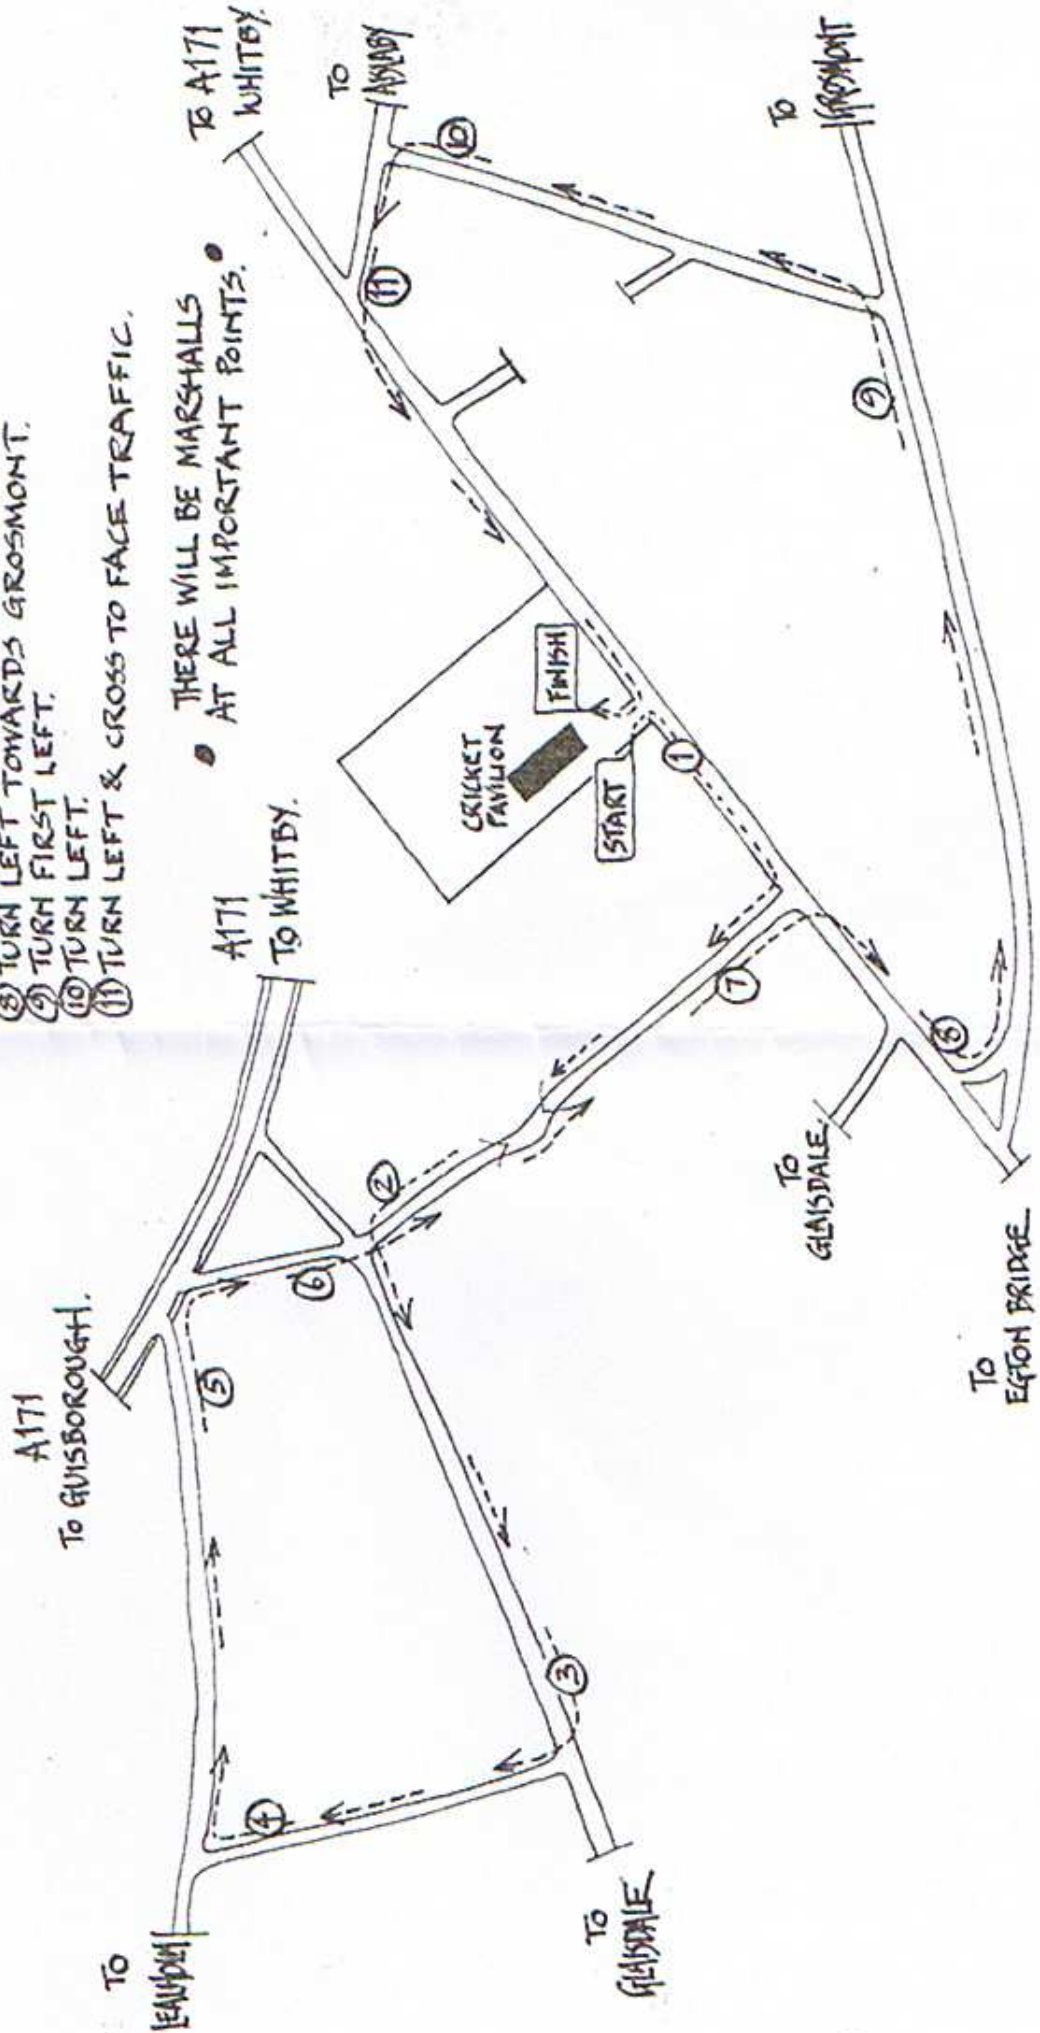 ⑧ TURN LEFT TOWARDS GROSMONT.
⑨ TURN FIRST LEFT.
⑩ TURN LEFT.
⑪ TURN LEFT & CROSS TO FACE TRAFFIC.
• THERE WILL BE MARSHALLS
AT ALL IMPORTANT POINTS. •
TO A171
WHITBY.
TO
AISLABY
TO
GROSMONT
A171
TO WHITBY.
A171
TO GUISBOROUGH.
CRICKET
PAVILION
FINISH
START
①
②
③
④
⑤
⑥
⑦
⑧
⑨
⑩
⑪
TO
GLAISDALE.
TO
EGTON BRIDGE
TO
LEALHOLM
TO
GLAISDALE